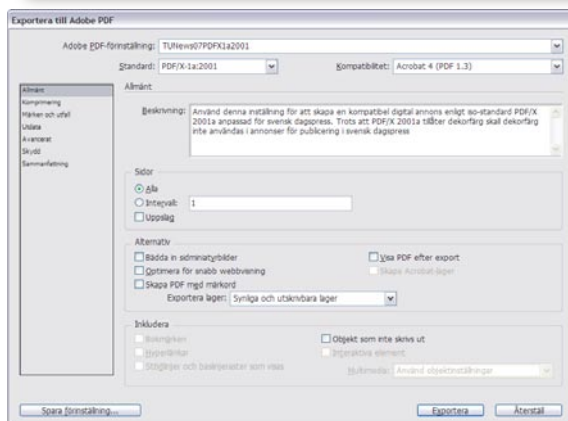 Exportera till Adobe PDF
Adobe PDF-förinställning: TUNews07PDFX1a2001
Standard: PDF/X-1a:2001 Kompatibilitet: Acrobat 4 (PDF 1.3)
Allmänt
Komprimering
Märken och utfall
Utdata
Avancerat
Skydd
Sammanfattning
Allmänt
Beskrivning: Använd denna inställning för att skapa en kompatibel digital annons enligt iso-standard PDF/X
2001a anpassad för svensk dagspress. Trots att PDF/X 2001a tillåter dekorfärg skall dekorfärg
inte användas i annonser för publicering i svensk dagspress
Sidor
Alla
Intervall: 1
Uppslag
Alternativ
Bädda in sidminiatyrbilder
Optimera för snabb webbvisning
Skapa PDF med märkord
Visa PDF efter export
Skapa Acrobat-lager
Exportera lager: Synliga och utskrivbara lager
Inkludera
Bokmärken
Hyperlänkar
Stödlinjer och baslinjeraster som visas
Objekt som inte skrivs ut
Interaktiva element
Multimedia: Använd objektinställningar
Spara förinställning... Exportera Återställ